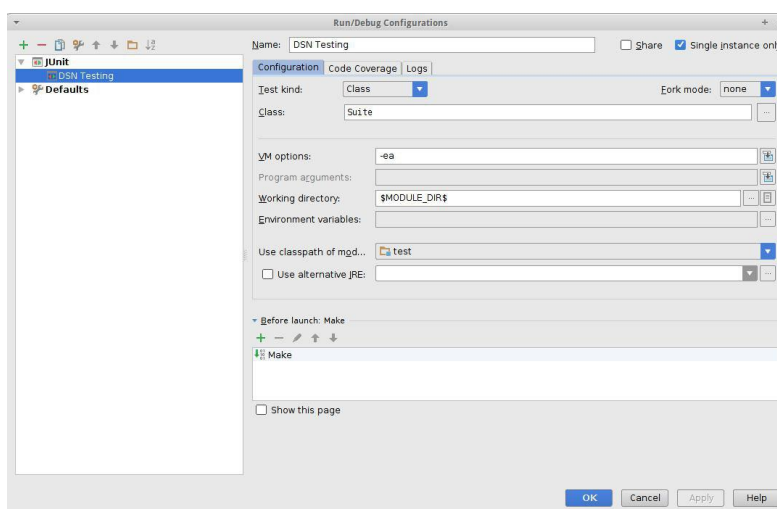 Run/Debug Configurations
JUnit
DSN Testing
Defaults
Name: DSN Testing Share Single instance onl
Configuration Code Coverage Logs
Test kind: Class Fork mode: none
Class: Suite
VM options: -ea
Program arguments:
Working directory: $MODULE_DIR$
Environment variables:
Use classpath of mod... test
Use alternative JRE:
Before launch: Make
Make
Show this page
OK Cancel Apply Help